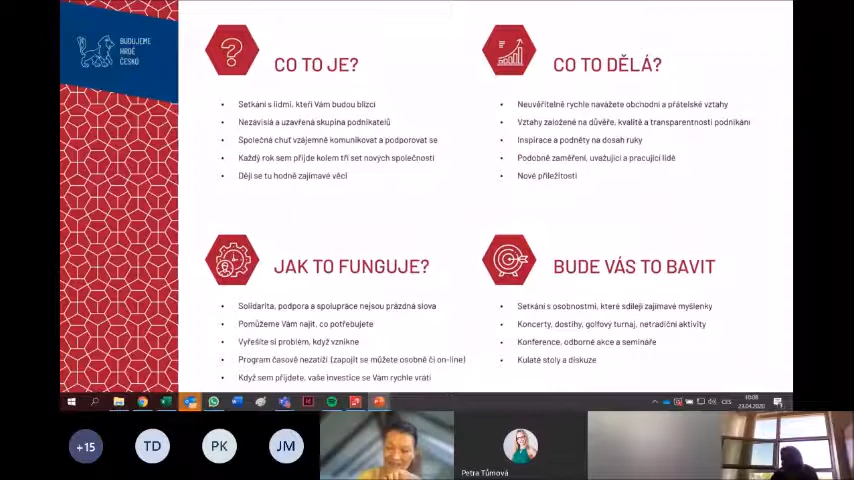 BUDUJEME
HRDÉ
ČESKO
CO TO JE?
• Setkání s lidmi, kteří Vám budou blízcí
• Nezávislá a uzavřená skupina podnikatelů
• Společná chuť vzájemně komunikovat a podporovat se
• Každý rok sem přijde kolem tří set nových společností
• Dějí se tu hodně zajímavé věci
CO TO DĚLÁ?
• Neuvěřitelně rychle navážete obchodní a přátelské vztahy
• Vztahy založené na důvěře, kvalitě a transparentnosti podnikání
• Inspirace a podněty na dosah ruky
• Podobně zaměření, uvažující a pracující lidé
• Nové příležitosti
JAK TO FUNGUJE?
• Solidarita, podpora a spolupráce nejsou prázdná slova
• Pomůžeme Vám najít, co potřebujete
• Vyřešíte si problém, když vznikne
• Program časově nezatíží (zapojit se můžete osobně či on-line)
• Když sem přijdete, vaše investice se Vám rychle vrátí
BUDE VÁS TO BAVIT
• Setkání s osobnostmi, které sdílejí zajímavé myšlenky
• Koncerty, dostihy, golfový turnaj, netradiční aktivity
• Konference, odborné akce a semináře
• Kulaté stoly a diskuze
CES
10:08
23.04.2020
+15
TD
PK
JM
Petra Tůmová